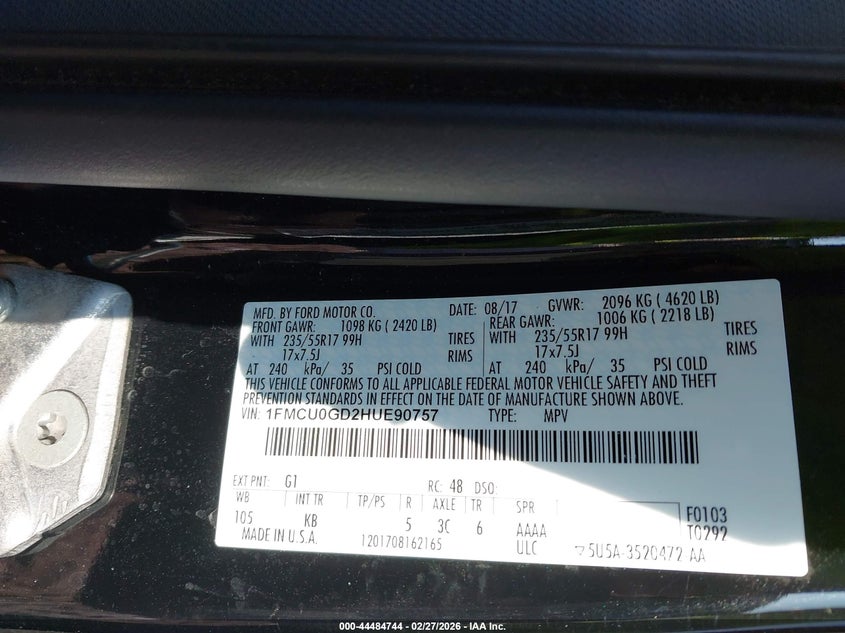 MFD. BY FORD MOTOR CO. DATE: 08/17 GVWR: 2096 KG ( 4620 LB)
FRONT GAWR: 1098 KG ( 2420 LB) REAR GAWR: 1006 KG ( 2218 LB)
WITH 235/55R17 99H TIRES WITH 235/55R17 99H TIRES
17x7.5J RIMS 17x7.5J RIMS
AT 240 kPa/ 35 PSI COLD AT 240 kPa/ 35 PSI COLD
THIS VEHICLE CONFORMS TO ALL APPLICABLE FEDERAL MOTOR VEHICLE SAFETY AND THEFT
PREVENTION STANDARDS IN EFFECT ON THE DATE OF MANUFACTURE SHOWN ABOVE.
VIN: 1FMCU0GD2HUE90757 TYPE: MPV
EXT PNT: G1 RC: 48 DSO:
WB INT TR TP/PS R AXLE TR SPR
105 KB 5 3C 6 AAAA
F0103
T0292
MADE IN U.S.A. 1201708162165 ULC 5U5A-3520472-AA
000-44484744 - 02/27/2026 - IAA Inc.